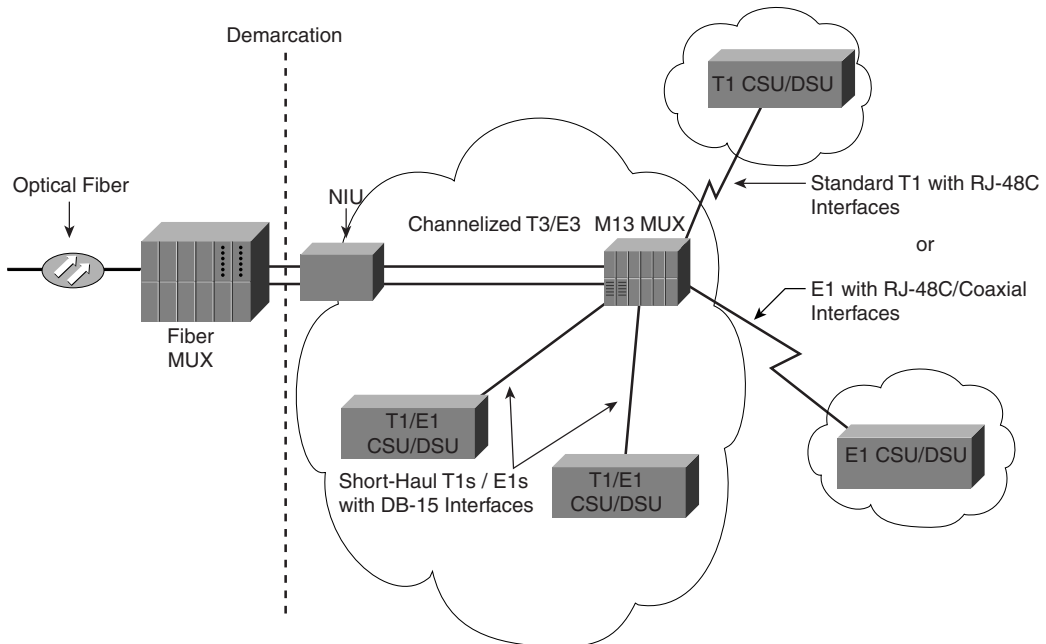 Demarcation
T1 CSU/DSU
Optical Fiber
NIU
Channelized T3/E3
M13 MUX
Standard T1 with RJ-48C
Interfaces
or
E1 with RJ-48C/Coaxial
Interfaces
Fiber
MUX
T1/E1
CSU/DSU
E1 CSU/DSU
Short-Haul T1s / E1s
with DB-15 Interfaces
T1/E1
CSU/DSU